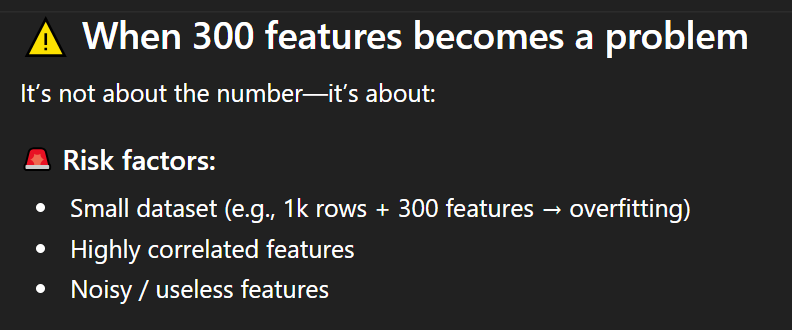 ⚠️ When 300 features becomes a problem
It’s not about the number—it’s about:
🚨 Risk factors:
• Small dataset (e.g., 1k rows + 300 features → overfitting)
• Highly correlated features
• Noisy / useless features